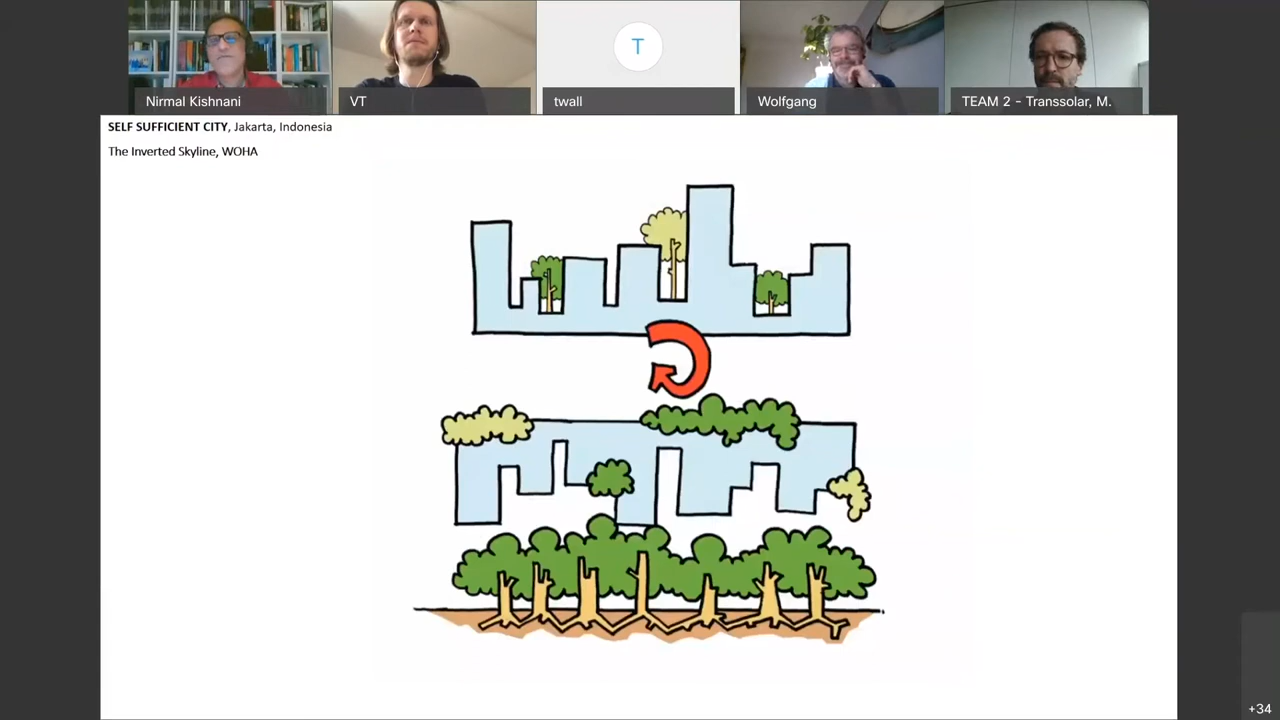 Nirmal Kishnani
VT
T
twall
Wolfgang
TEAM 2 - Transsolar, M.
SELF SUFFICIENT CITY, Jakarta, Indonesia
The Inverted Skyline, WOHA
+34